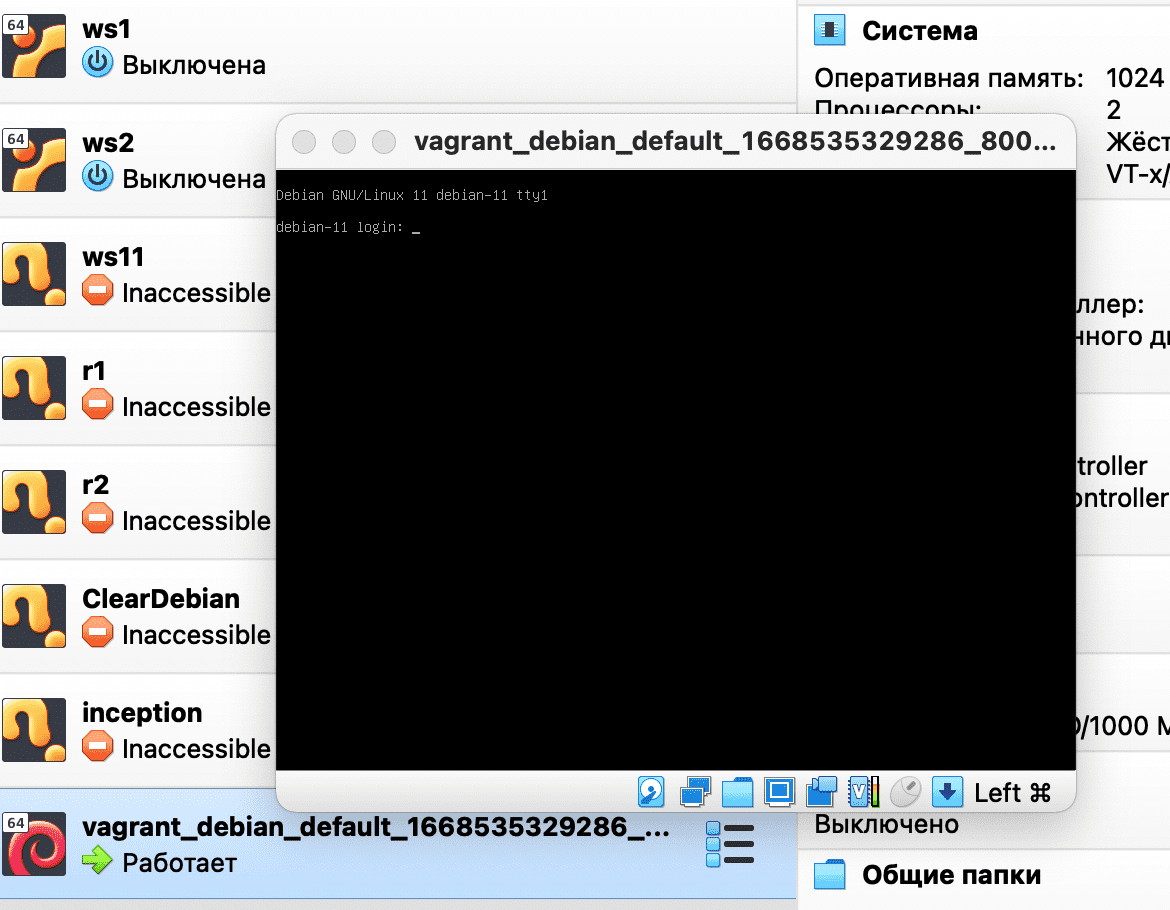 64
ws1
Выключена
64
ws2
Выключена
ws11
Inaccessible
r1
Inaccessible
r2
Inaccessible
ClearDebian
Inaccessible
inception
Inaccessible
64
vagrant_debian_default_1668535329286_...
Работает
vagrant_debian_default_1668535329286_800...
Debian GNU/Linux 11 debian-11 tty1
debian-11 login: _
V
Left ⌘
Система
Оперативная память: 1024
Процессоры: 2
Жёст
VT-x/
ллер:
нного д
troller
ontroller
/1000 M
Выключено
Общие папки